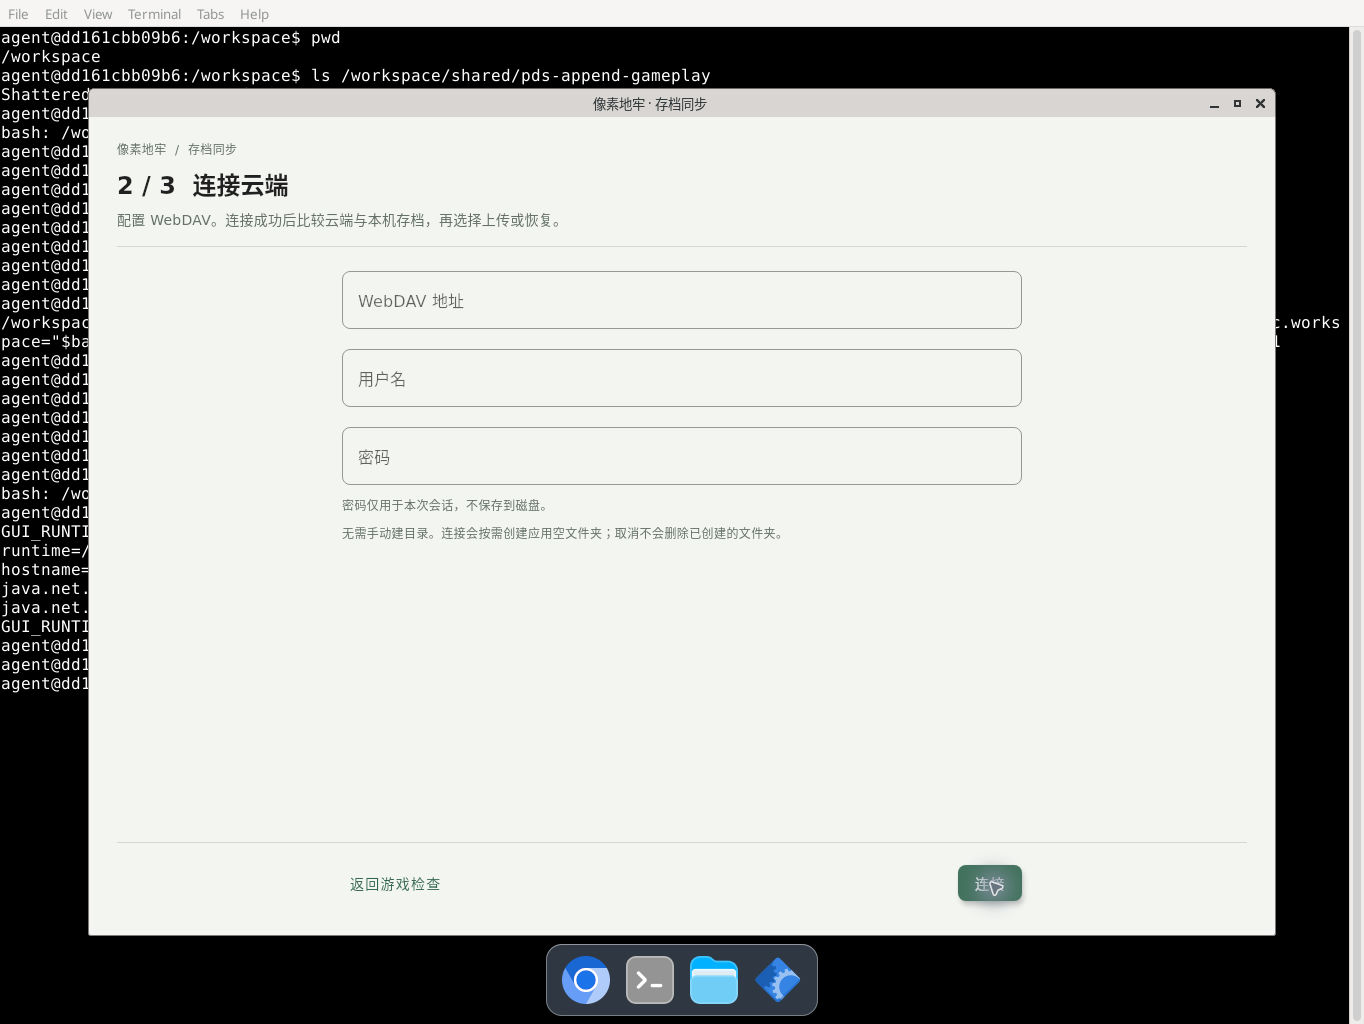 File Edit View Terminal Tabs Help
agent@dd161cbb09b6:/workspace$ pwd
/workspace
agent@dd161cbb09b6:/workspace$ ls /workspace/shared/pds-append-gameplay
Shattered
agent@dd1
bash: /wo
agent@dd1
agent@dd1
agent@dd1
agent@dd1
agent@dd1
agent@dd1
agent@dd1
agent@dd1
agent@dd1
/workspac c.works
pace="$ba
agent@dd1
agent@dd1
agent@dd1
agent@dd1
agent@dd1
agent@dd1
agent@dd1
bash: /wo
agent@dd1
GUI_RUNTI
runtime=/
hostname=
java.net.
java.net.
GUI_RUNTI
agent@dd1
agent@dd1
agent@dd1
像素地牢 · 存档同步
像素地牢 / 存档同步
2 / 3 连接云端
配置 WebDAV。连接成功后比较云端与本机存档，再选择上传或恢复。
WebDAV 地址
用户名
密码
密码仅用于本次会话，不保存到磁盘。
无需手动建目录。连接会按需创建应用空文件夹；取消不会删除已创建的文件夹。
返回游戏检查
连接